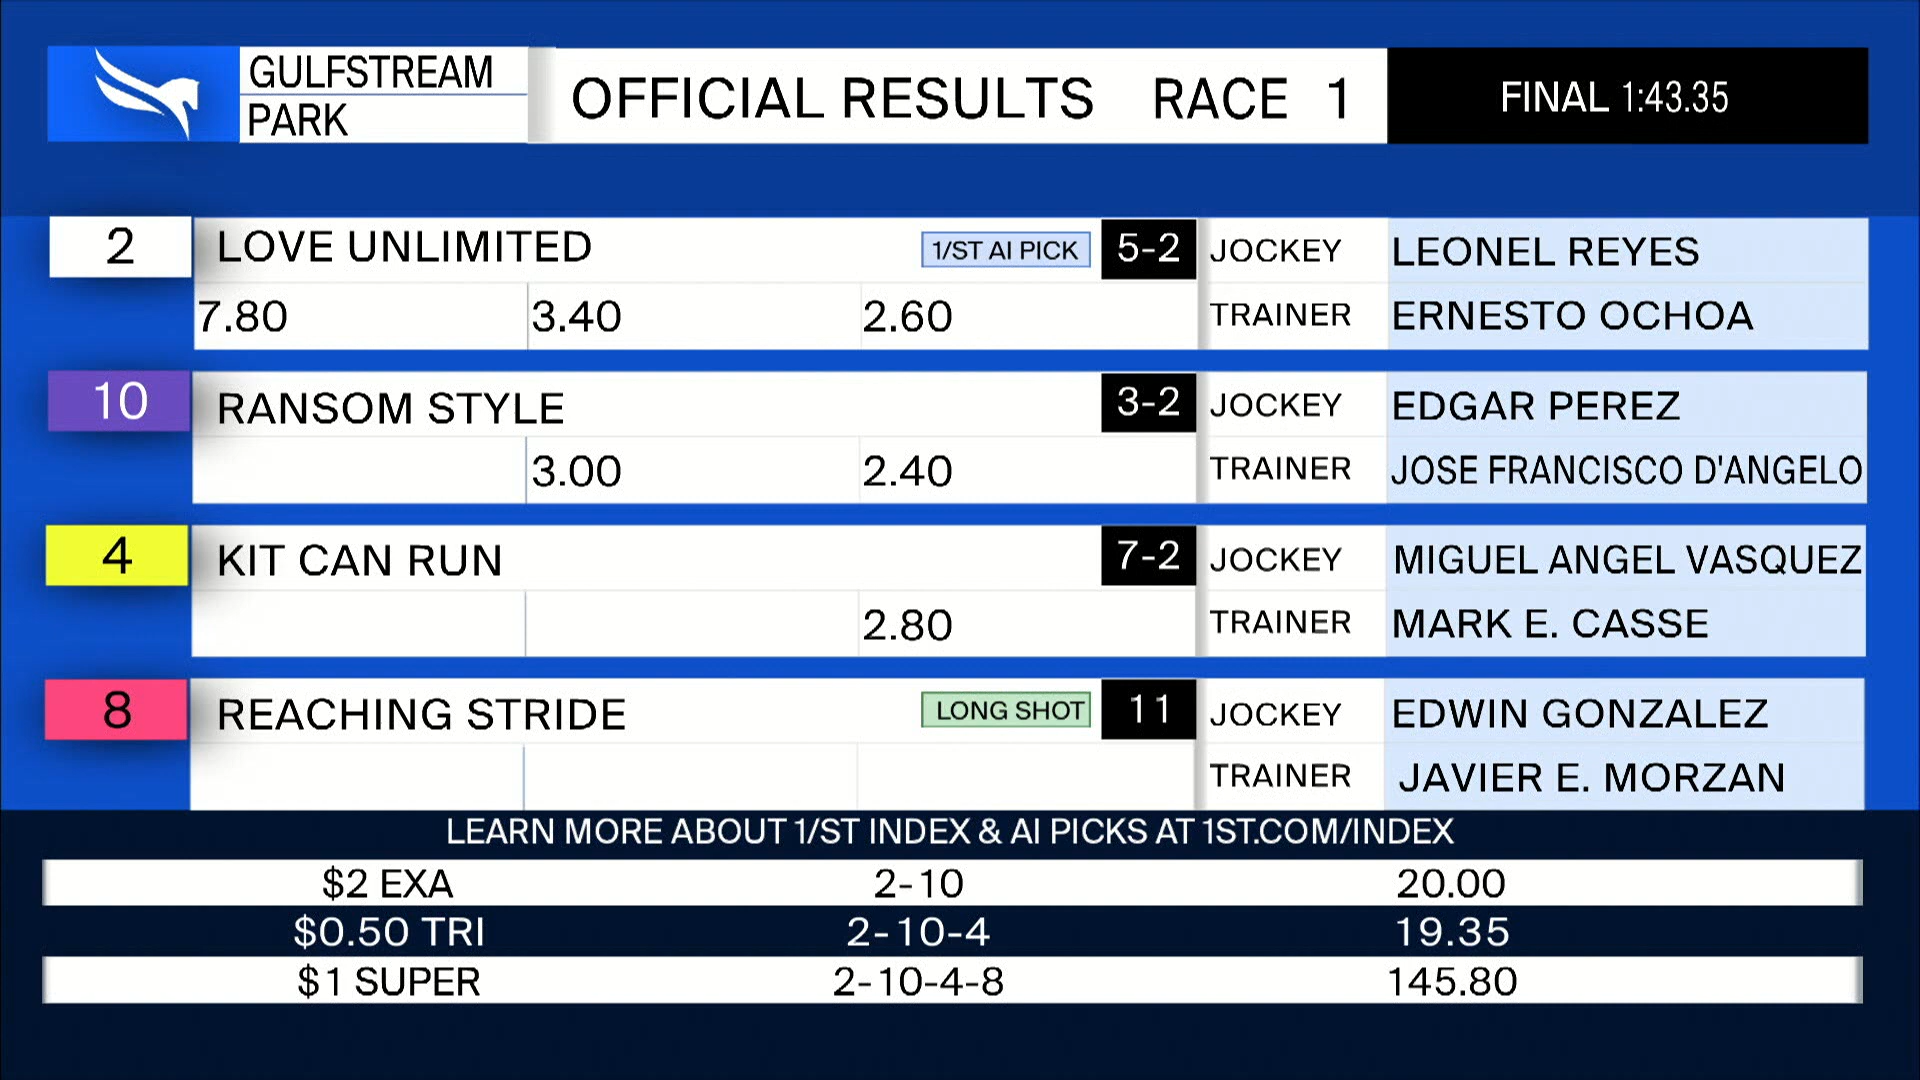 GULFSTREAM
PARK
OFFICIAL RESULTS RACE 1
FINAL 1:43.35
2 LOVE UNLIMITED 1/ST AI PICK 5-2 JOCKEY LEONEL REYES
7.80 3.40 2.60 TRAINER ERNESTO OCHOA
10 RANSOM STYLE 3-2 JOCKEY EDGAR PEREZ
3.00 2.40 TRAINER JOSE FRANCISCO D'ANGELO
4 KIT CAN RUN 7-2 JOCKEY MIGUEL ANGEL VASQUEZ
2.80 TRAINER MARK E. CASSE
8 REACHING STRIDE LONG SHOT 11 JOCKEY EDWIN GONZALEZ
TRAINER JAVIER E. MORZAN
LEARN MORE ABOUT 1/ST INDEX & AI PICKS AT 1ST.COM/INDEX
$2 EXA 2-10 20.00
$0.50 TRI 2-10-4 19.35
$1 SUPER 2-10-4-8 145.80